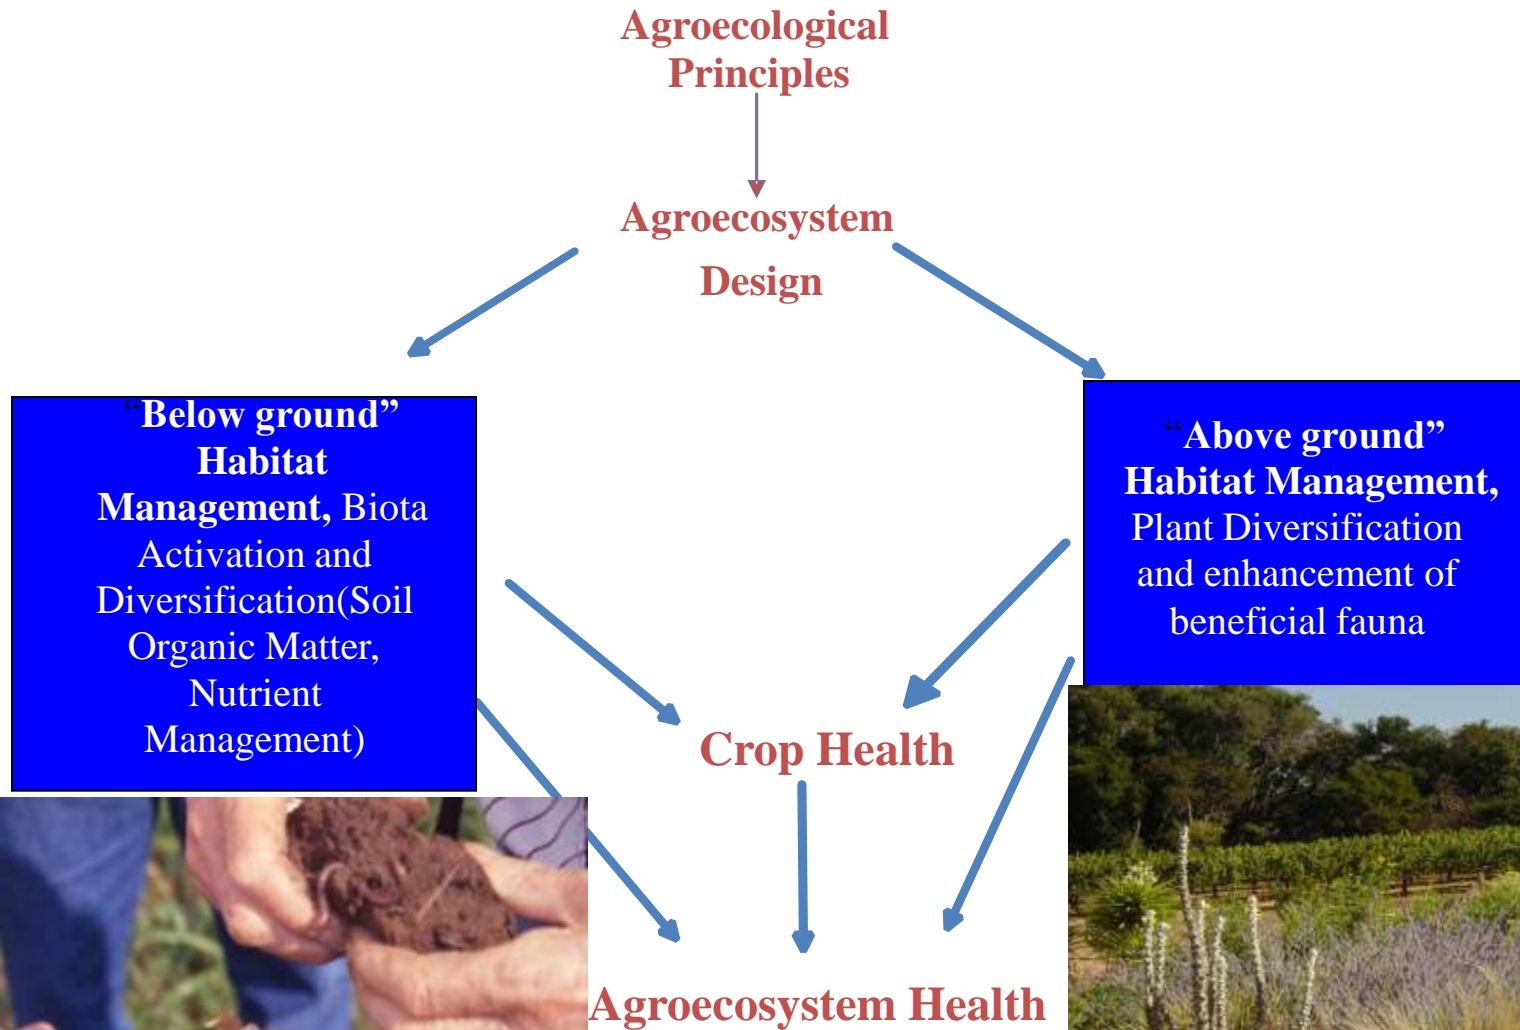 Agroecological
Principles
Agroecosystem
Design
“Below ground”
Habitat
Management, Biota
Activation and
Diversification(Soil
Organic Matter,
Nutrient
Management)
“Above ground”
Habitat Management,
Plant Diversification
and enhancement of
beneficial fauna
Crop Health
Agroecosystem Health